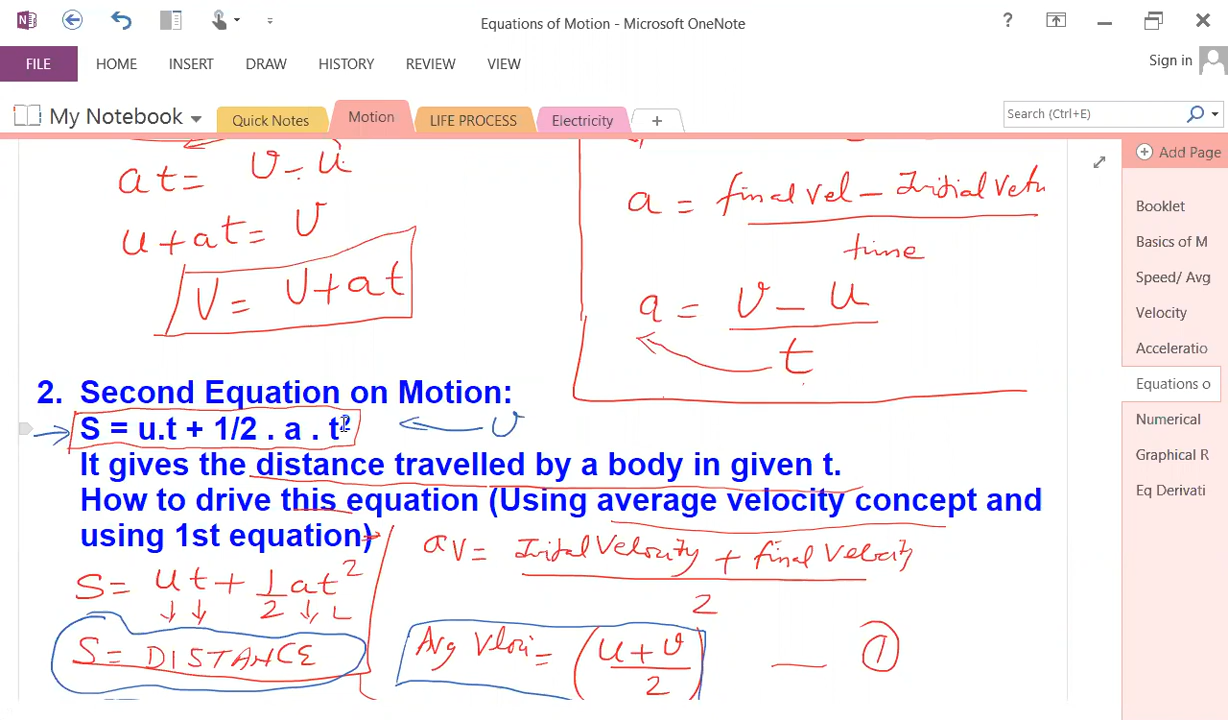 Equations of Motion - Microsoft OneNote
?
Sign in
FILE HOME INSERT DRAW HISTORY REVIEW VIEW
My Notebook
Quick Notes
Motion
LIFE PROCESS
Electricity
+
Search (Ctrl+E)
Add Page
Booklet
Basics of M
Speed/ Avg
Velocity
Acceleratio
Equations o
Numerical
Graphical R
Eq Derivati
at = v - u
u + at = v
V = U + at
a = final vel - Initial Velo
time
a = v - u
t
2. Second Equation on Motion:
S = u.t + 1/2 . a . t²
v
It gives the distance travelled by a body in given t.
How to drive this equation (Using average velocity concept and
using 1st equation)
S = ut + 1/2 at²
S = DISTANCE
av = Initial Velocity + final Velocity
2
Avg Vloci = (u + v / 2) — 1